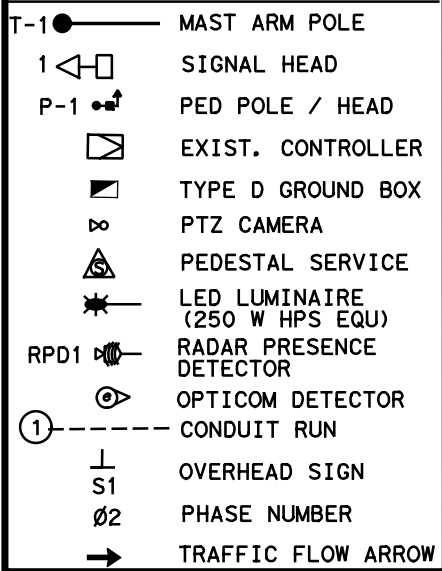 T-1 MAST ARM POLE
1 SIGNAL HEAD
P-1 PED POLE / HEAD
EXIST. CONTROLLER
TYPE D GROUND BOX
PTZ CAMERA
S PEDESTAL SERVICE
LED LUMINAIRE
(250 W HPS EQU)
RPD1 RADAR PRESENCE
DETECTOR
e OPTICOM DETECTOR
1 CONDUIT RUN
S1 OVERHEAD SIGN
Ø2 PHASE NUMBER
TRAFFIC FLOW ARROW